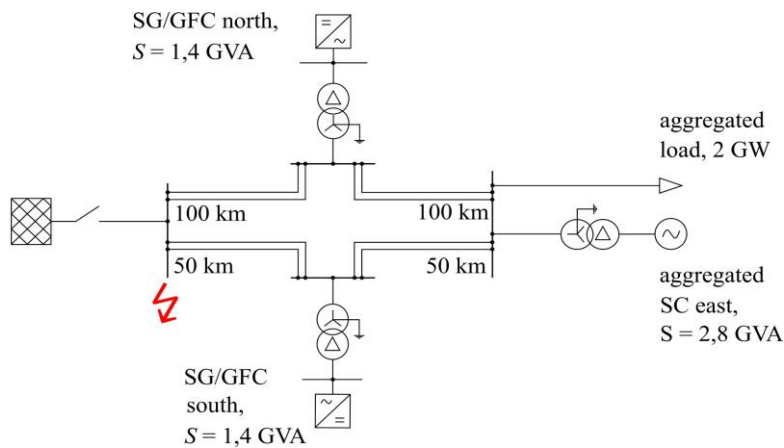 SG/GFC north,
S = 1,4 GVA
aggregated
load, 2 GW
100 km
100 km
50 km
50 km
aggregated
SC east,
S = 2,8 GVA
SG/GFC
south,
S = 1,4 GVA